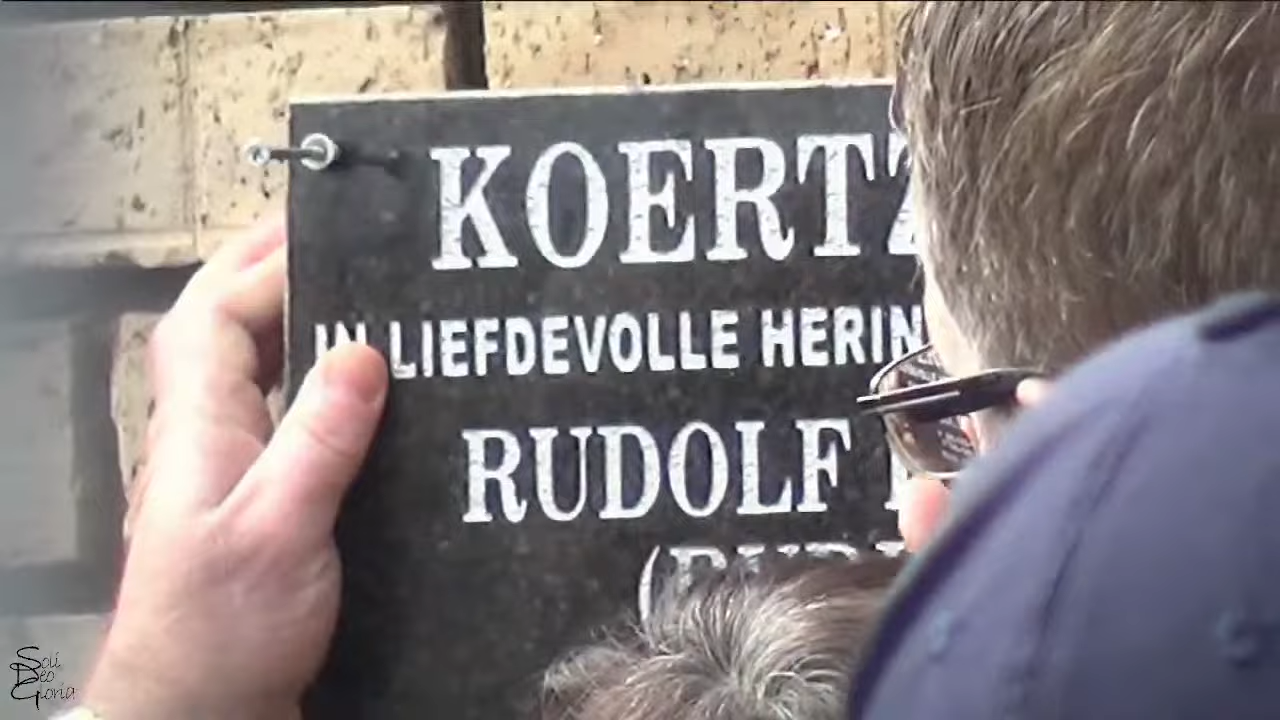 KOERTZ
IN LIEFDEVOLLE HERIN
RUDOLF
Soli
Deo
Gloria